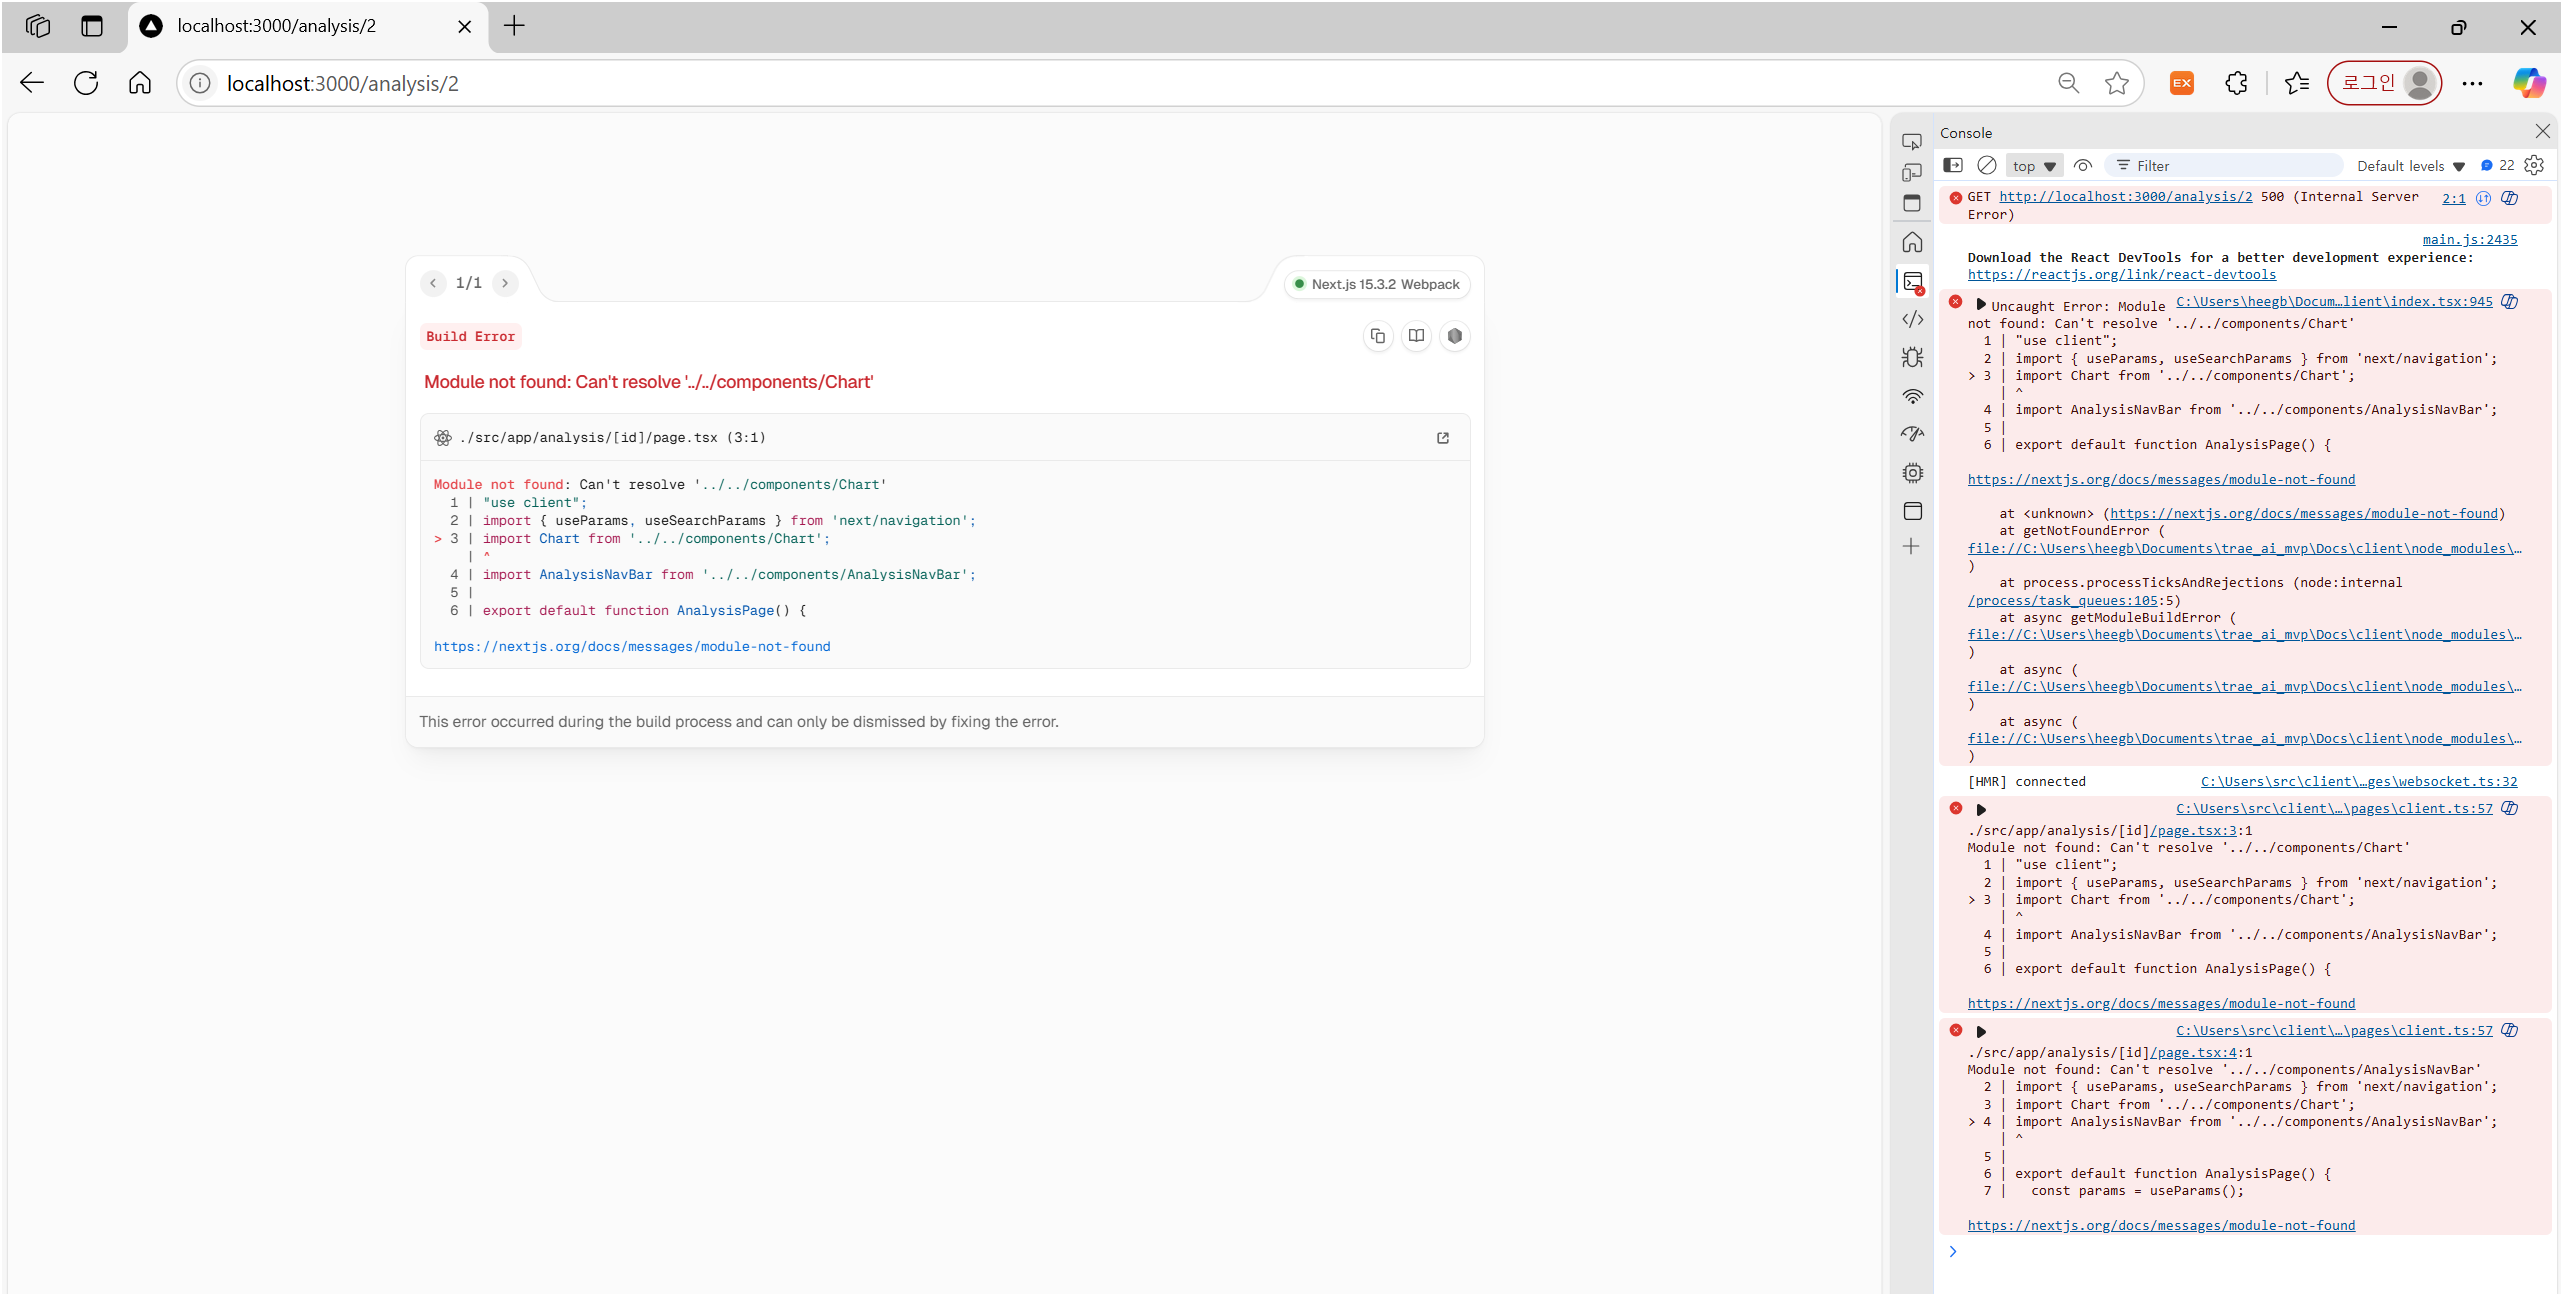 localhost:3000/analysis/2
localhost:3000/analysis/2
EX
로그인
1/1
Next.js 15.3.2 Webpack
Build Error
Module not found: Can't resolve '../../components/Chart'
./src/app/analysis/[id]/page.tsx (3:1)
Module not found: Can't resolve '../../components/Chart'
1 | "use client";
2 | import { useParams, useSearchParams } from 'next/navigation';
> 3 | import Chart from '../../components/Chart';
| ^
4 | import AnalysisNavBar from '../../components/AnalysisNavBar';
5 |
6 | export default function AnalysisPage() {
https://nextjs.org/docs/messages/module-not-found
This error occurred during the build process and can only be dismissed by fixing the error.
Console
top
Filter
Default levels
22
GET http://localhost:3000/analysis/2 500 (Internal Server 2:1
Error)
main.js:2435
Download the React DevTools for a better development experience:
https://reactjs.org/link/react-devtools
Uncaught Error: Module C:\Users\heegb\Docum…lient\index.tsx:945
not found: Can't resolve '../../components/Chart'
1 | "use client";
2 | import { useParams, useSearchParams } from 'next/navigation';
> 3 | import Chart from '../../components/Chart';
| ^
4 | import AnalysisNavBar from '../../components/AnalysisNavBar';
5 |
6 | export default function AnalysisPage() {
https://nextjs.org/docs/messages/module-not-found
at <unknown> (https://nextjs.org/docs/messages/module-not-found)
at getNotFoundError (
file://C:\Users\heegb\Documents\trae_ai_mvp\Docs\client\node_modules\…
)
at process.processTicksAndRejections (node:internal
/process/task_queues:105:5)
at async getModuleBuildError (
file://C:\Users\heegb\Documents\trae_ai_mvp\Docs\client\node_modules\…
)
at async (
file://C:\Users\heegb\Documents\trae_ai_mvp\Docs\client\node_modules\…
)
at async (
file://C:\Users\heegb\Documents\trae_ai_mvp\Docs\client\node_modules\…
)
[HMR] connected C:\Users\src\client\…ges\websocket.ts:32
C:\Users\src\client\…\pages\client.ts:57
./src/app/analysis/[id]/page.tsx:3:1
Module not found: Can't resolve '../../components/Chart'
1 | "use client";
2 | import { useParams, useSearchParams } from 'next/navigation';
> 3 | import Chart from '../../components/Chart';
| ^
4 | import AnalysisNavBar from '../../components/AnalysisNavBar';
5 |
6 | export default function AnalysisPage() {
https://nextjs.org/docs/messages/module-not-found
C:\Users\src\client\…\pages\client.ts:57
./src/app/analysis/[id]/page.tsx:4:1
Module not found: Can't resolve '../../components/AnalysisNavBar'
2 | import { useParams, useSearchParams } from 'next/navigation';
3 | import Chart from '../../components/Chart';
> 4 | import AnalysisNavBar from '../../components/AnalysisNavBar';
| ^
5 |
6 | export default function AnalysisPage() {
7 | const params = useParams();
https://nextjs.org/docs/messages/module-not-found